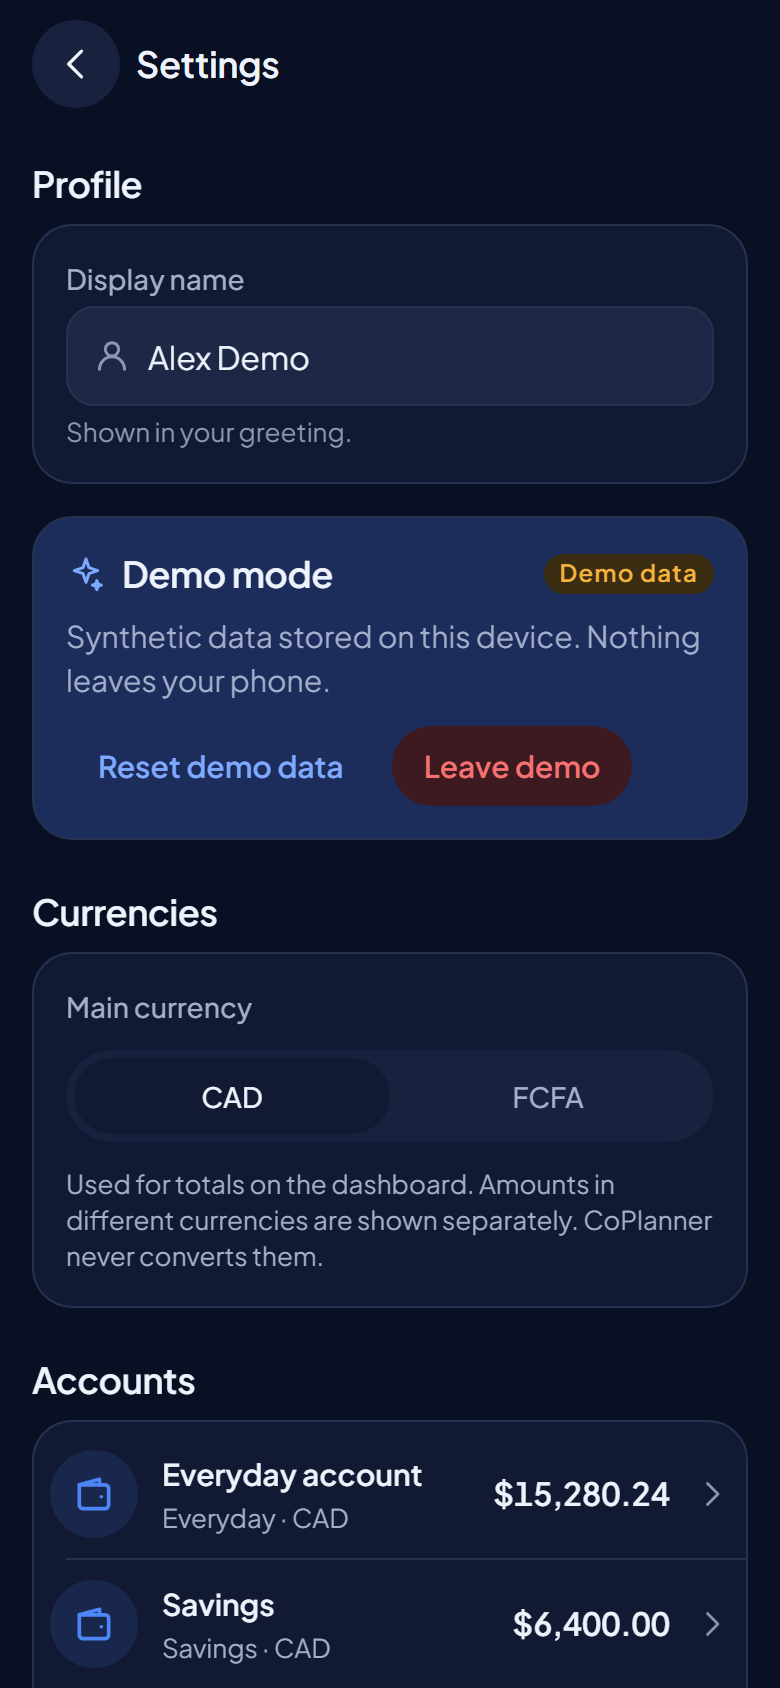 Settings
Profile
Display name
Alex Demo
Shown in your greeting.
Demo mode
Demo data
Synthetic data stored on this device. Nothing
leaves your phone.
Reset demo data
Leave demo
Currencies
Main currency
CAD
FCFA
Used for totals on the dashboard. Amounts in
different currencies are shown separately. CoPlanner
never converts them.
Accounts
Everyday account
$15,280.24
Everyday · CAD
Savings
$6,400.00
Savings · CAD